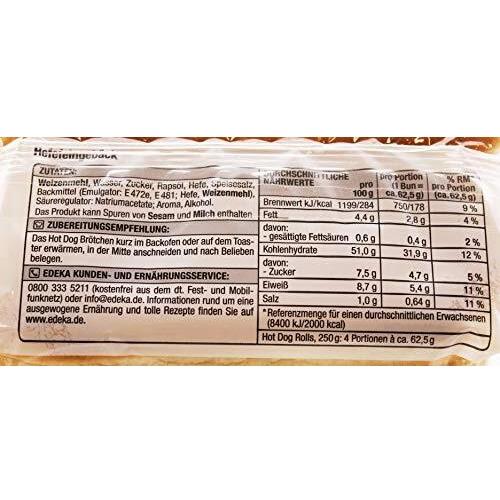 Hefefeingebäck
ZUTATEN:
Weizenmehl, Wasser, Zucker, Rapsöl, Hefe, Speisesalz,
Backmittel (Emulgator: E 472e, E 481; Hefe, Weizenmehl),
Säureregulator: Natriumacetate; Aroma, Alkohol.
Das Produkt kann Spuren von Sesam und Milch enthalten
ZUBEREITUNGSEMPFEHLUNG:
Das Hot Dog Brötchen kurz im Backofen oder auf dem Toas-
ter erwärmen, in der Mitte anschneiden und nach Belieben
belegen.
EDEKA KUNDEN- UND ERNÄHRUNGSSERVICE:
0800 333 5211 (kostenfrei aus dem dt. Fest- und Mobil-
funknetz) oder info@edeka.de. Informationen rund um eine
ausgewogene Ernährung und tolle Rezepte finden Sie auf
www.edeka.de.
DURCHSCHNITTLICHE NÄHRWERTE pro 100 g pro Portion (1 Bun = ca. 62,5 g) % RM* pro Portion (ca. 62,5 g)
Brennwert kJ/kcal 1199/284 750/178 9 %
Fett 4,4 g 2,8 g 4 %
davon:
- gesättigte Fettsäuren 0,6 g 0,4 g 2 %
Kohlenhydrate 51,0 g 31,9 g 12 %
davon:
- Zucker 7,5 g 4,7 g 5 %
Eiweiß 8,7 g 5,4 g 11 %
Salz 1,0 g 0,64 g 11 %
*Referenzmenge für einen durchschnittlichen Erwachsenen
(8400 kJ/2000 kcal)
Hot Dog Rolls, 250 g: 4 Portionen à ca. 62,5 g